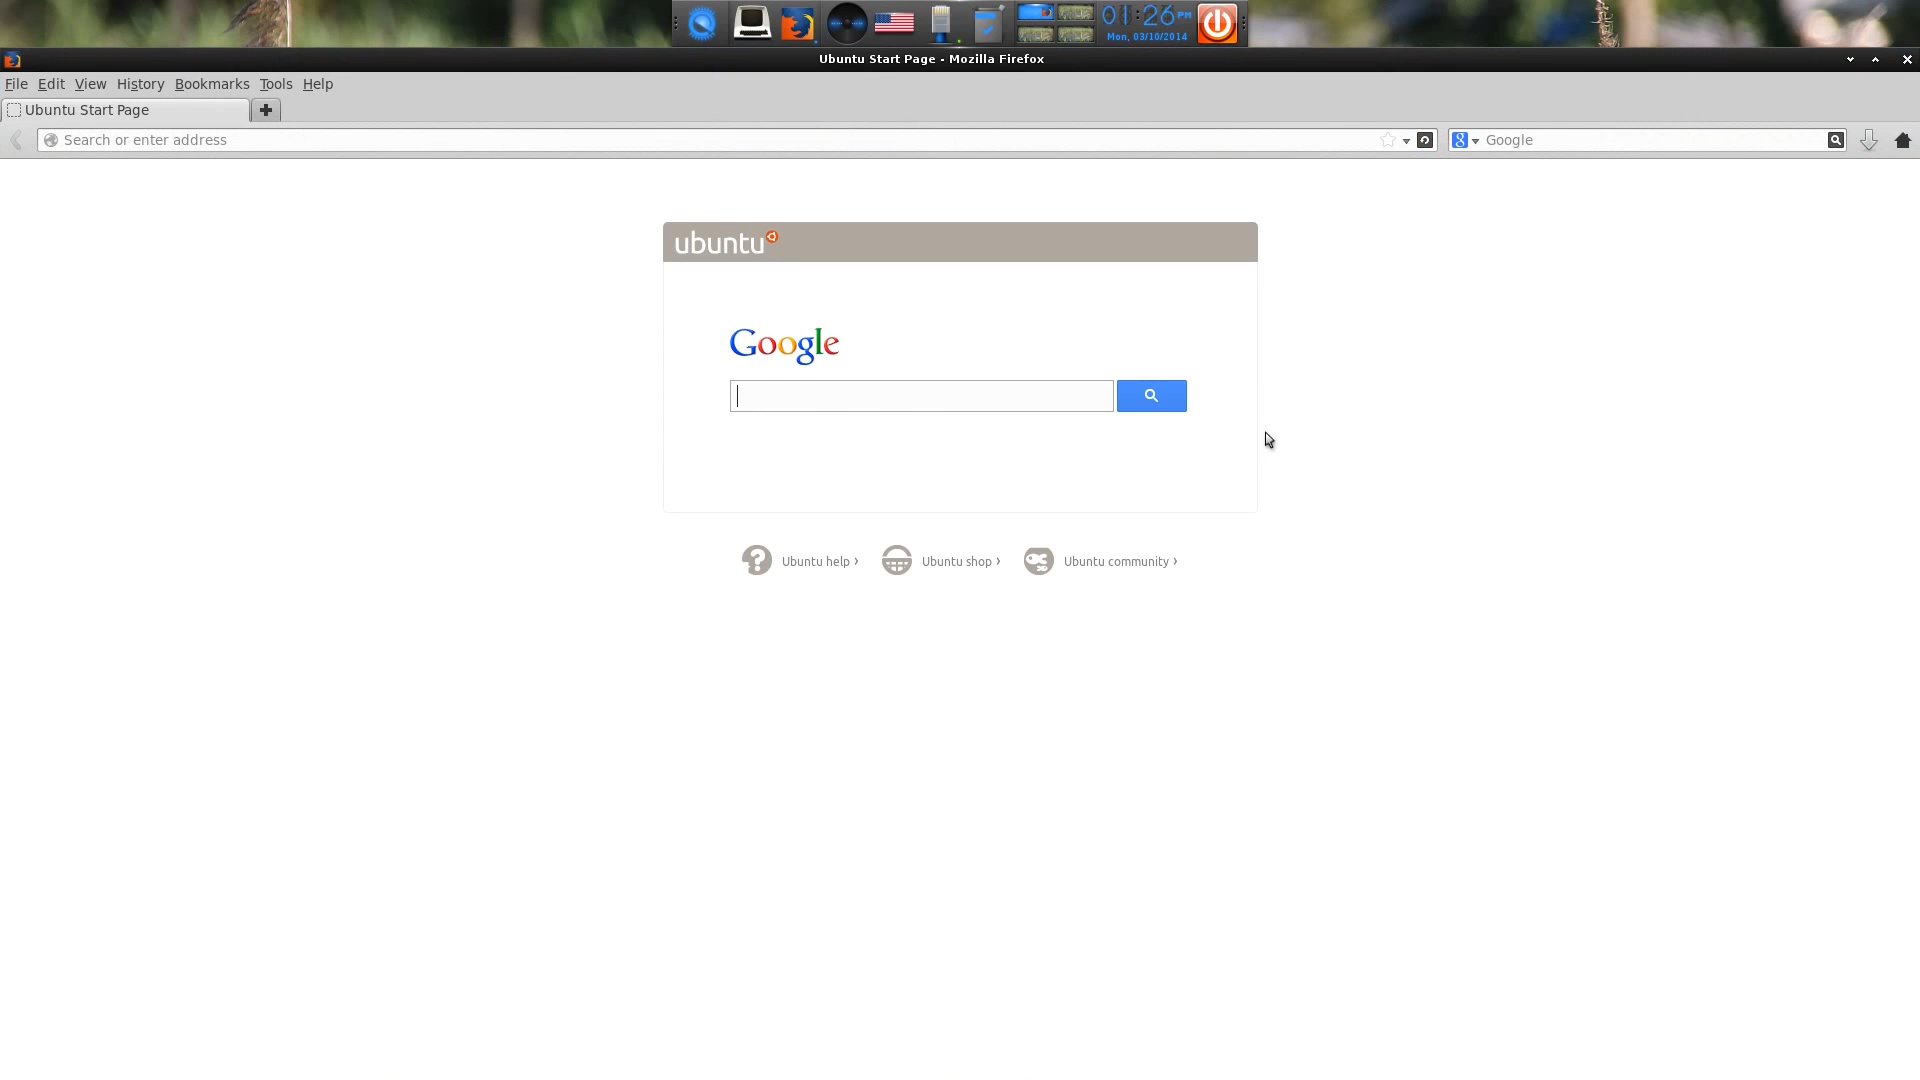 01:26 PM
Mon, 03/10/2014
Ubuntu Start Page - Mozilla Firefox
File Edit View History Bookmarks Tools Help
Ubuntu Start Page
Search or enter address
8 Google
ubuntu
Google
Ubuntu help ›
Ubuntu shop ›
Ubuntu community ›